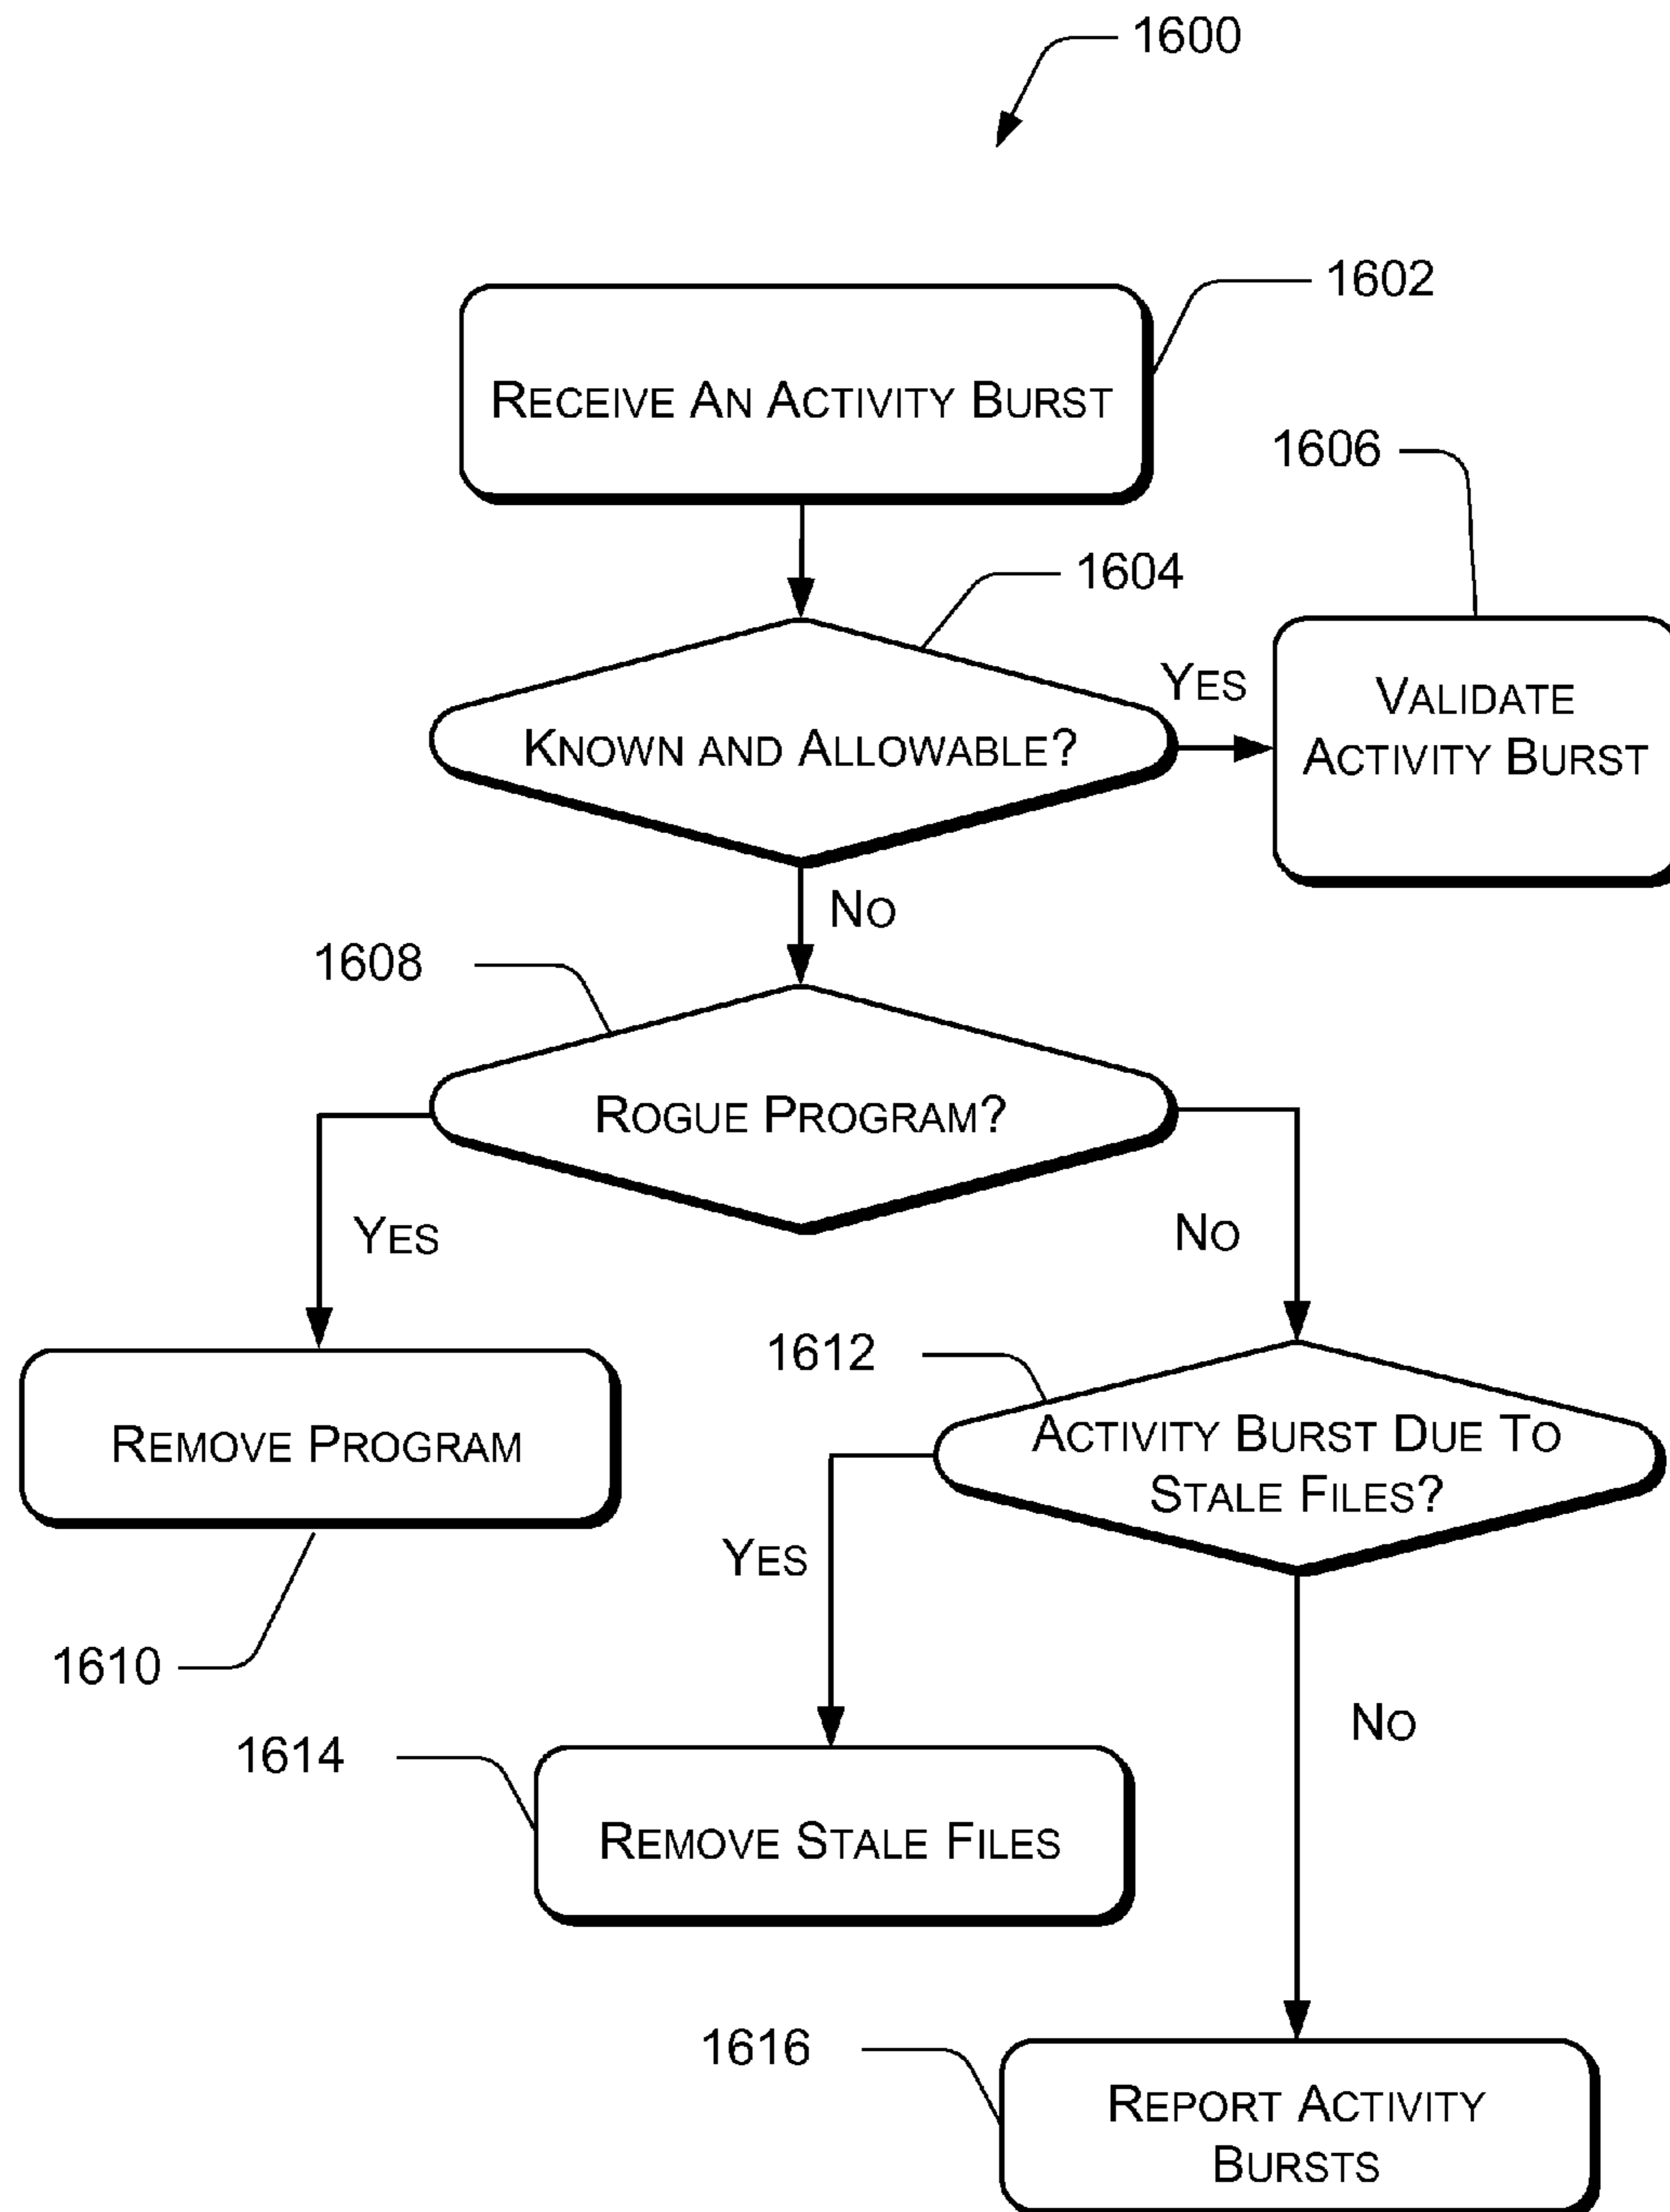 1600
1602
RECEIVE AN ACTIVITY BURST
1606
1604
YES
VALIDATE
ACTIVITY BURST
KNOWN AND ALLOWABLE?
NO
1608
ROGUE PROGRAM?
YES
NO
1612
ACTIVITY BURST DUE TO
STALE FILES?
REMOVE PROGRAM
YES
1610
NO
1614
REMOVE STALE FILES
1616
REPORT ACTIVITY
BURSTS